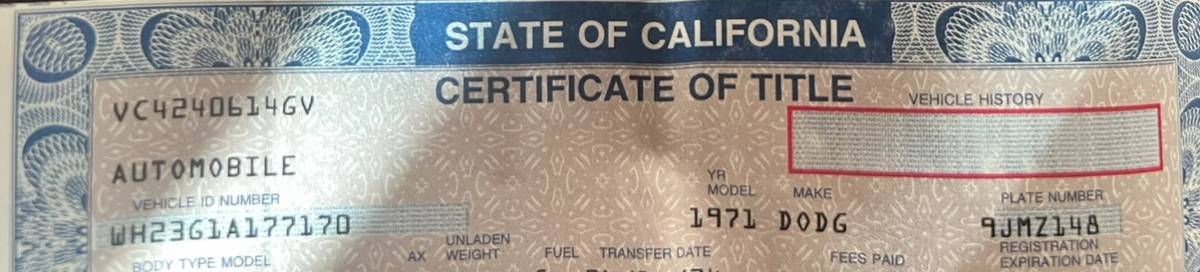 STATE OF CALIFORNIA
CERTIFICATE OF TITLE
VEHICLE HISTORY
VC4240614GV
AUTOMOBILE
YR
MODEL MAKE
VEHICLE ID NUMBER PLATE NUMBER
WH23G1A177170 1971 DODG 9JMZ148
BODY TYPE MODEL AX UNLADEN
WEIGHT FUEL TRANSFER DATE FEES PAID REGISTRATION
EXPIRATION DATE